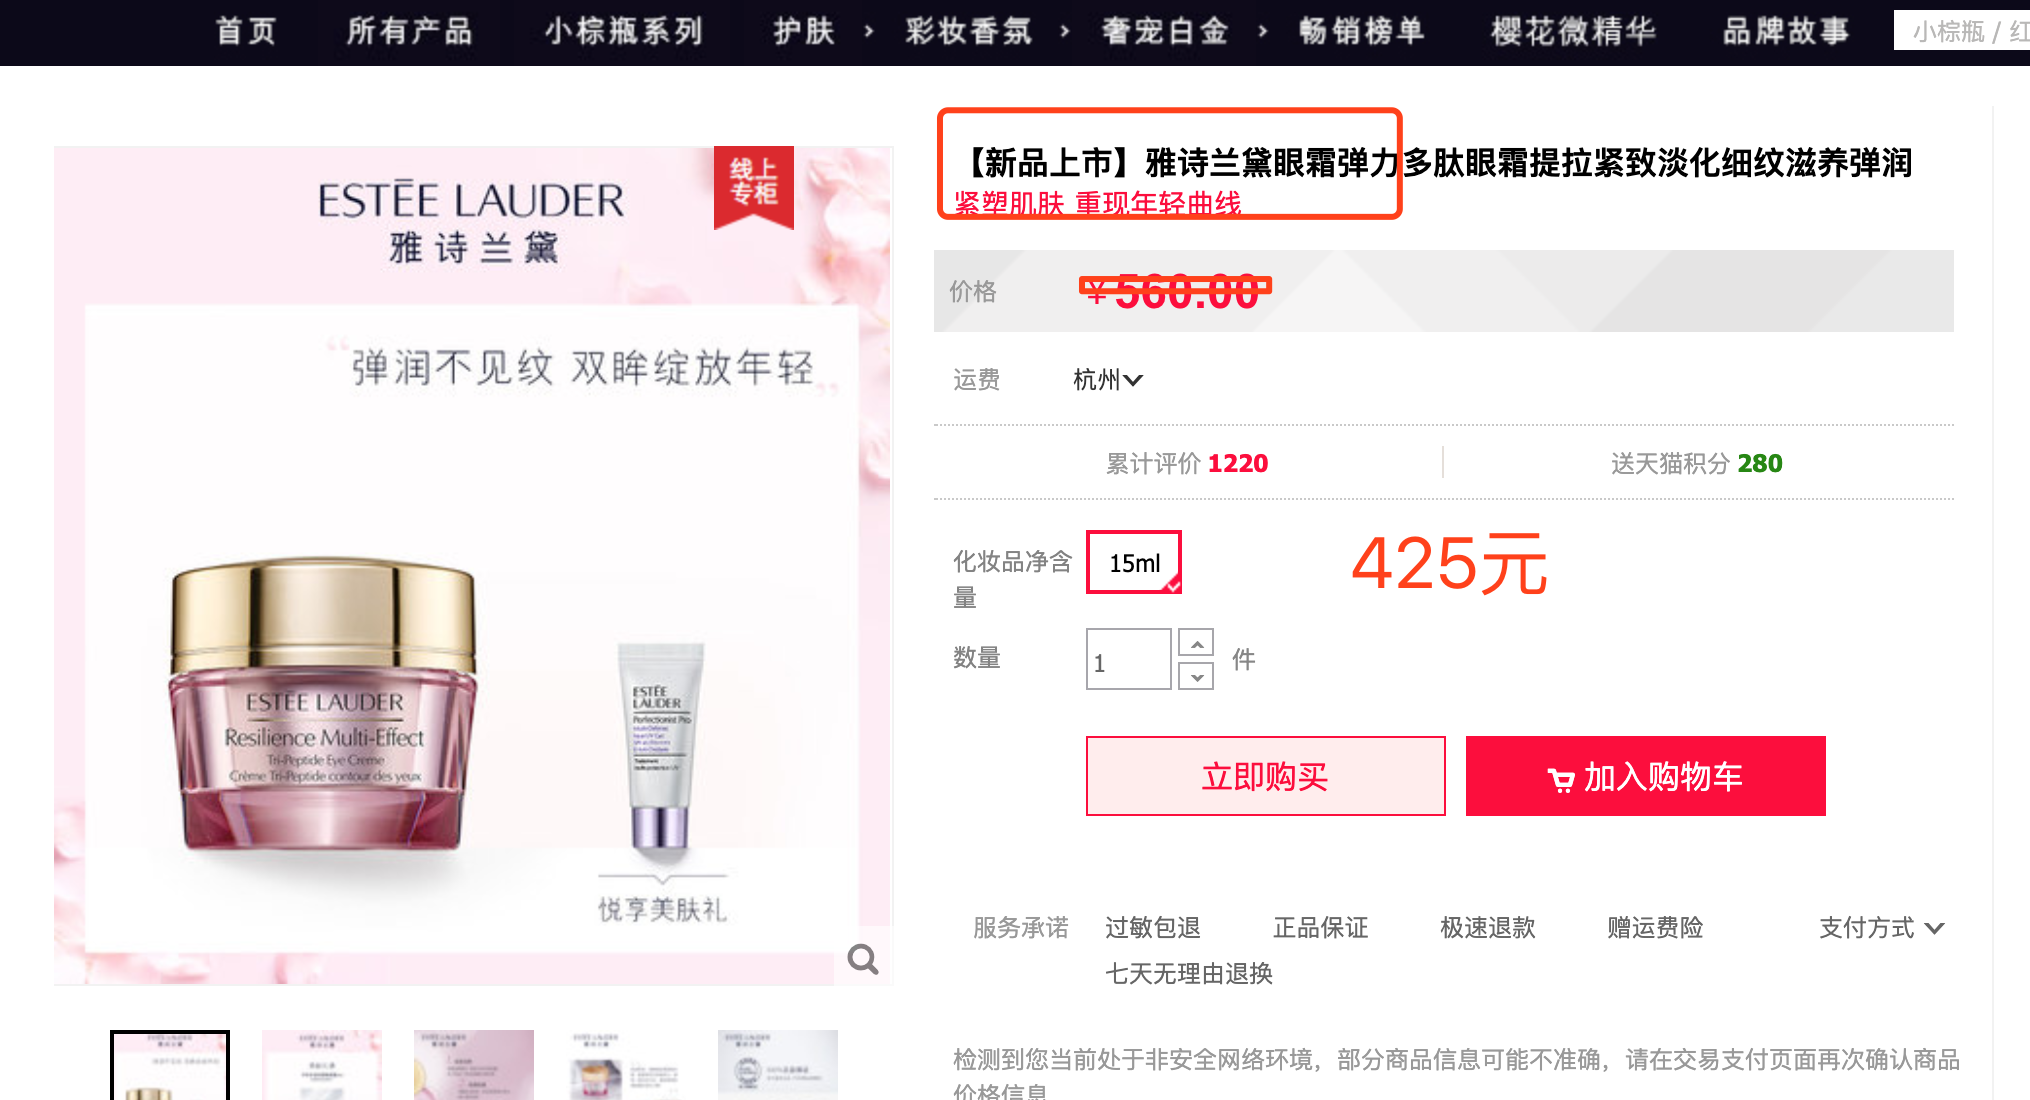 首页 所有产品 小棕瓶系列 护肤 > 彩妆香氛 > 奢宠白金 > 畅销榜单 樱花微精华 品牌故事 小棕瓶 / 红
线上
专柜
ESTĒE LAUDER
雅诗兰黛
“弹润不见纹 双眸绽放年轻”
ESTĒE LAUDER
Resilience Multi-Effect
Tri-Peptide Eye Creme
Crème Tri-Peptide contour des yeux
ESTĒE
LAUDER
Perfectionist Pro
悦享美肤礼
【新品上市】雅诗兰黛眼霜弹力多肽眼霜提拉紧致淡化细纹滋养弹润
紧塑肌肤 重现年轻曲线
价格 ¥560.00
运费 杭州
累计评价 1220 送天猫积分 280
化妆品净含
量
15ml
425元
数量 1 件
立即购买 加入购物车
服务承诺 过敏包退 正品保证 极速退款 赠运费险 支付方式
七天无理由退换
检测到您当前处于非安全网络环境，部分商品信息可能不准确，请在交易支付页面再次确认商品
价格信息